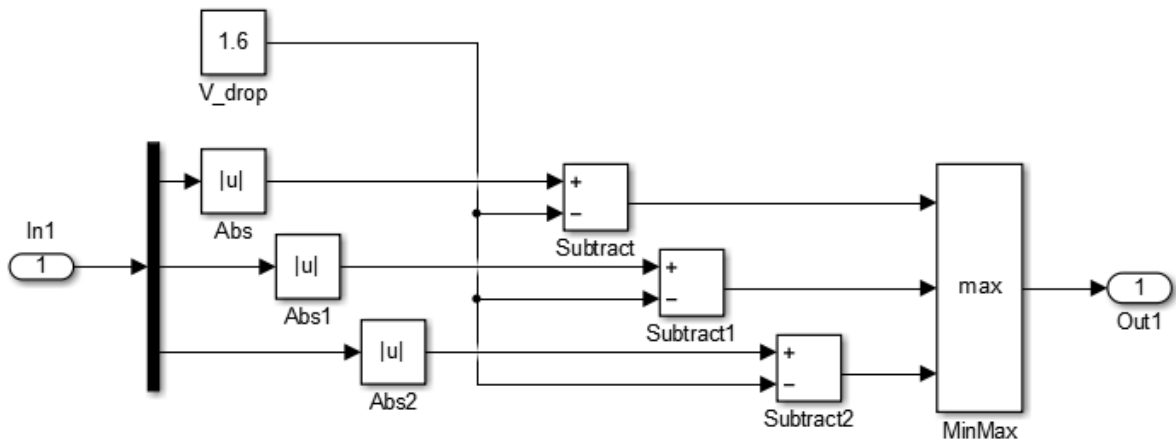 1.6
V_drop
|u|
+
−
Abs
Subtract
In1
1
|u|
+
−
Abs1
Subtract1
max
1
Out1
|u|
+
−
Abs2
Subtract2
MinMax